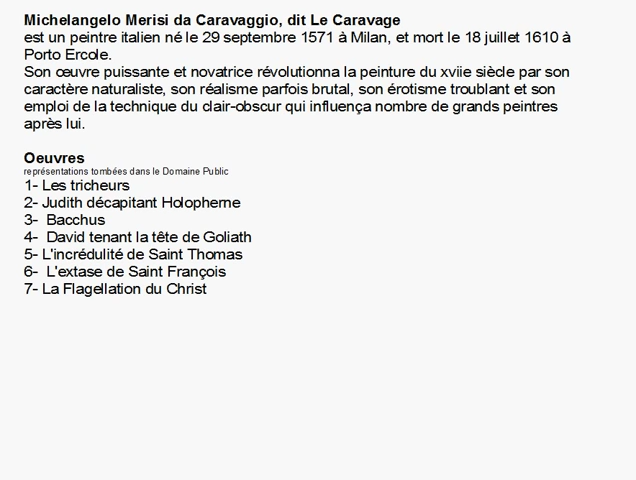 Michelangelo Merisi da Caravaggio, dit Le Caravage
est un peintre italien né le 29 septembre 1571 à Milan, et mort le 18 juillet 1610 à
Porto Ercole.
Son œuvre puissante et novatrice révolutionna la peinture du xviie siècle par son
caractère naturaliste, son réalisme parfois brutal, son érotisme troublant et son
emploi de la technique du clair-obscur qui influença nombre de grands peintres
après lui.
Oeuvres
représentations tombées dans le Domaine Public
1- Les tricheurs
2- Judith décapitant Holopherne
3- Bacchus
4- David tenant la tête de Goliath
5- L'incrédulité de Saint Thomas
6- L'extase de Saint François
7- La Flagellation du Christ